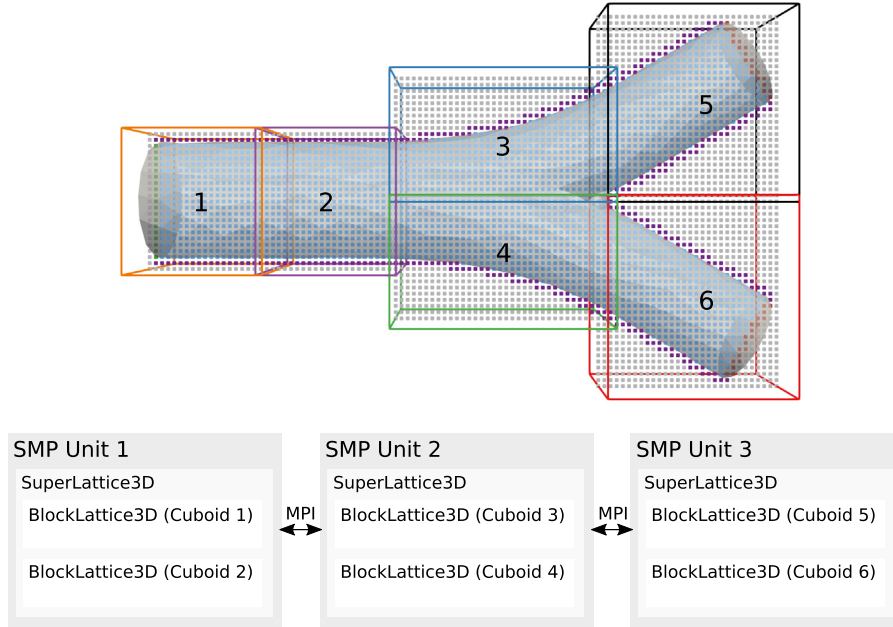 5
3
1
2
4
6
SMP Unit 1
SuperLattice3D
BlockLattice3D (Cuboid 1)
BlockLattice3D (Cuboid 2)
MPI
SMP Unit 2
SuperLattice3D
BlockLattice3D (Cuboid 3)
BlockLattice3D (Cuboid 4)
MPI
SMP Unit 3
SuperLattice3D
BlockLattice3D (Cuboid 5)
BlockLattice3D (Cuboid 6)